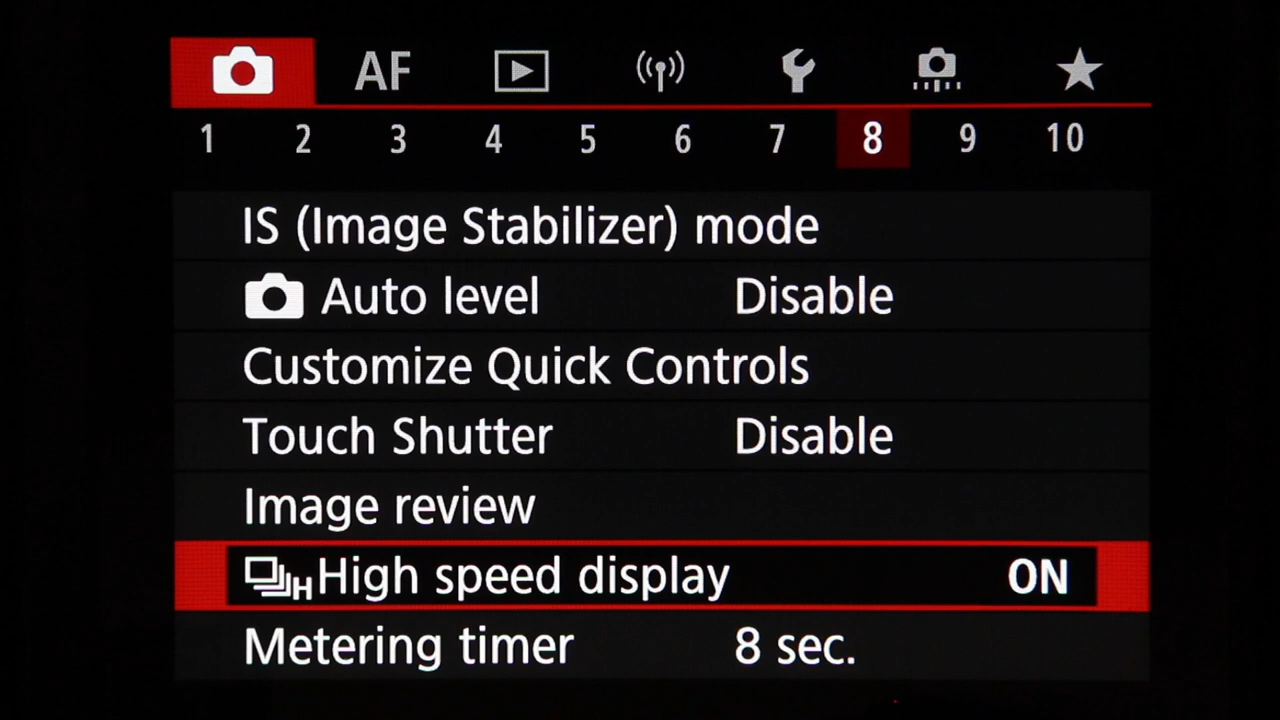 AF
1 2 3 4 5 6 7 8 9 10
IS (Image Stabilizer) mode
Auto level Disable
Customize Quick Controls
Touch Shutter Disable
Image review
H High speed display ON
Metering timer 8 sec.